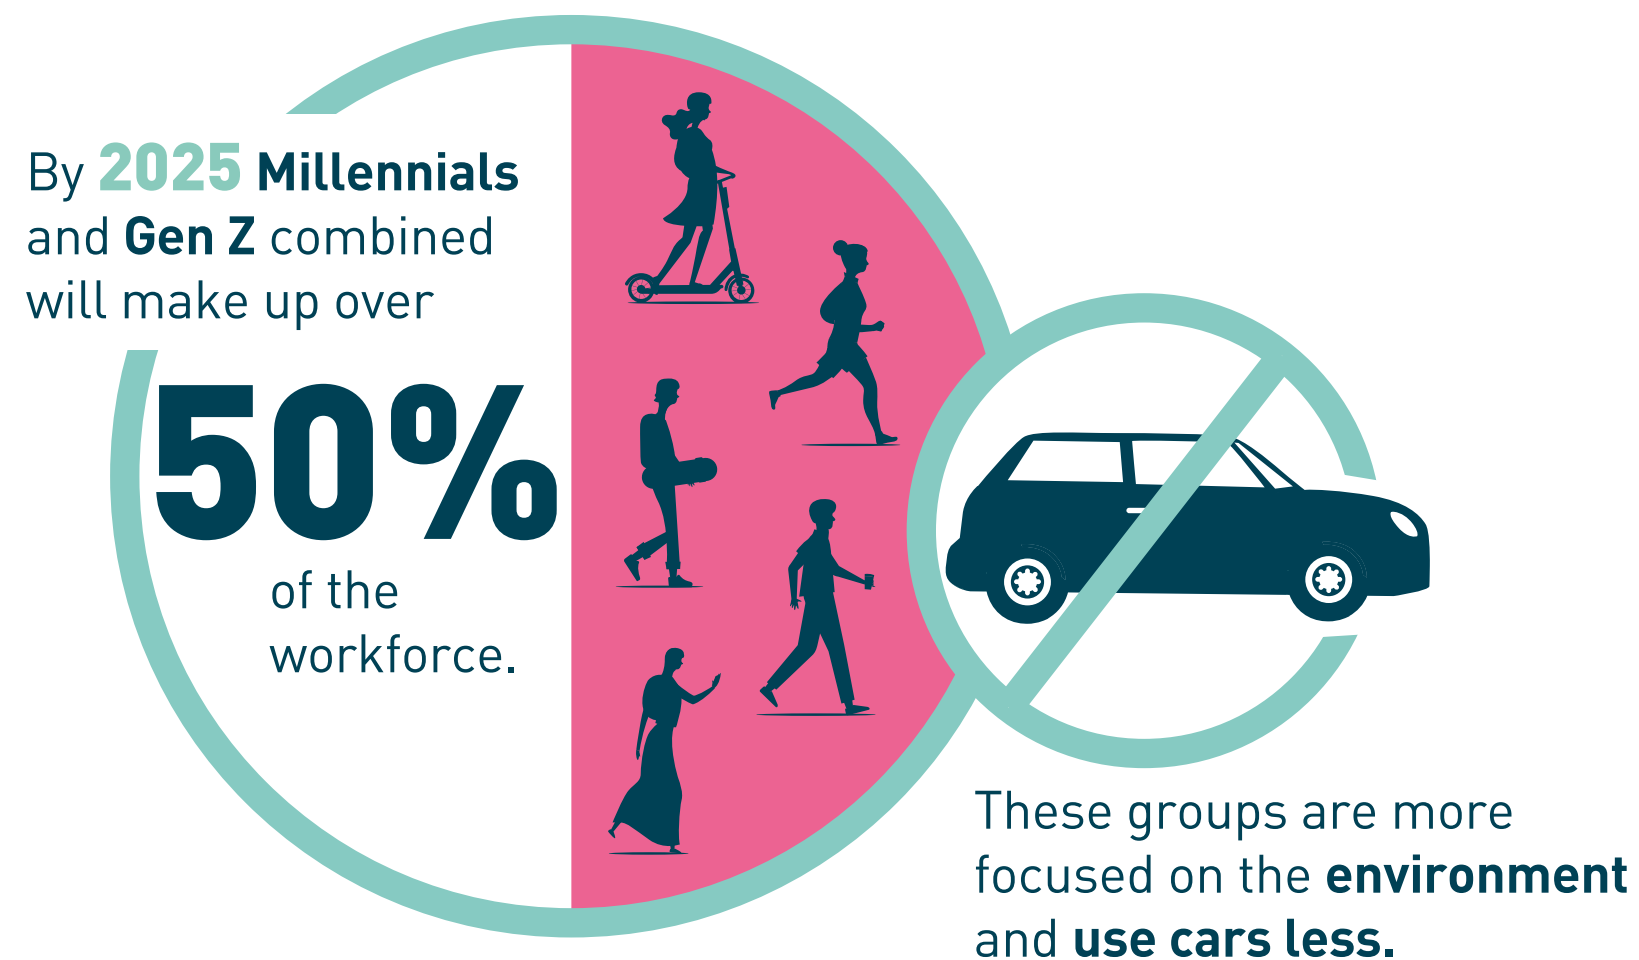 By 2025 Millennials
and Gen Z combined
will make up over
50%
of the
workforce.
These groups are more
focused on the environment
and use cars less.